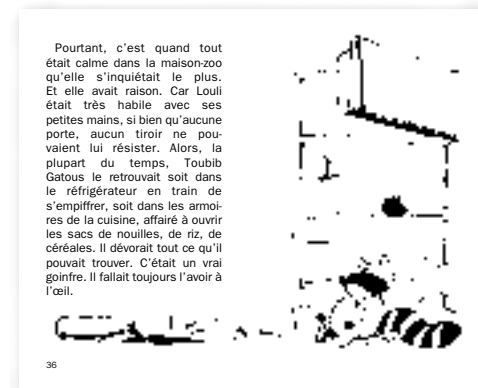 Pourtant, c'est quand tout
était calme dans la maison-zoo
qu'elle s'inquiétait le plus.
Et elle avait raison. Car Louli
était très habile avec ses
petites mains, si bien qu'aucune
porte, aucun tiroir ne pou-
vaient lui résister. Alors, la
plupart du temps, Toubib
Gatous le retrouvait soit dans
le réfrigérateur en train de
s'empiffrer, soit dans les armoi-
res de la cuisine, affairé à ouvrir
les sacs de nouilles, de riz, de
céréales. Il dévorait tout ce qu'il
pouvait trouver. C'était un vrai
goinfre. Il fallait toujours l'avoir à
l'œil.
36